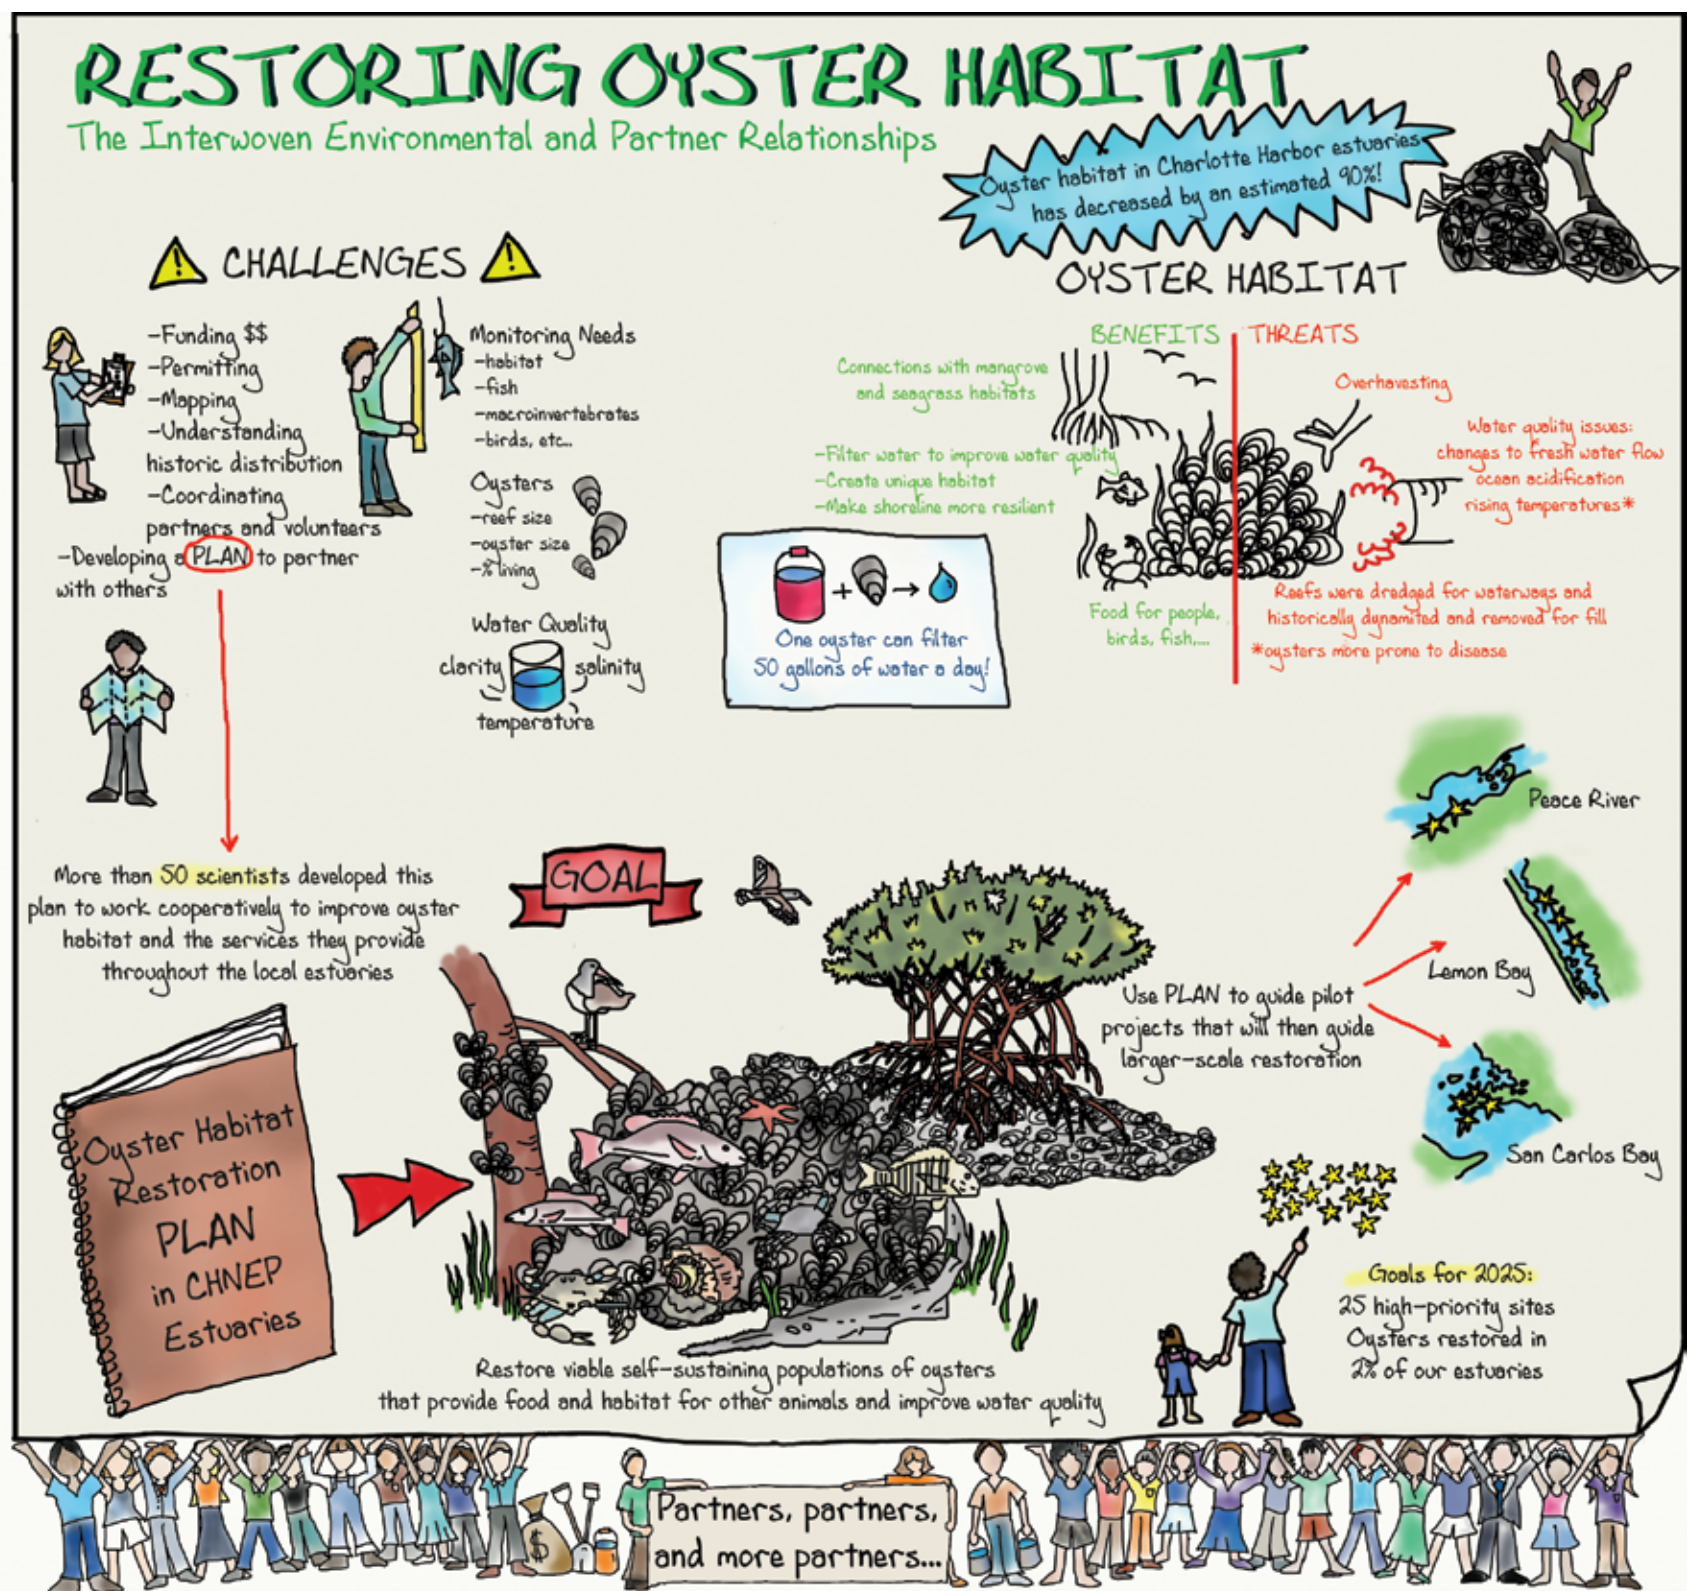 RESTORING OYSTER HABITAT
The Interwoven Environmental and Partner Relationships
Oyster habitat in Charlotte Harbor estuaries
has decreased by an estimated 90%!
CHALLENGES
-Funding $$
-Permitting
-Mapping
-Understanding
historic distribution
-Coordinating
partners and volunteers
-Developing a PLAN to partner
with others
Monitoring Needs
-habitat
-fish
-macroinvertebrates
-birds, etc...
Oysters
-reef size
-oyster size
-% living
Water Quality
clarity
salinity
temperature
OYSTER HABITAT
BENEFITS
THREATS
Connections with mangrove
and seagrass habitats
-Filter water to improve water quality
-Create unique habitat
-Make shoreline more resilient
Food for people,
birds, fish,...
Overhavesting
Water quality issues:
changes to fresh water flow
ocean acidification
rising temperatures*
Reefs were dredged for waterways and
historically dynamited and removed for fill
*oysters more prone to disease
+
One oyster can filter
50 gallons of water a day!
More than 50 scientists developed this
plan to work cooperatively to improve oyster
habitat and the services they provide
throughout the local estuaries
Oyster Habitat
Restoration
PLAN
in CHNEP
Estuaries
GOAL
Restore viable self-sustaining populations of oysters
that provide food and habitat for other animals and improve water quality
Use PLAN to guide pilot
projects that will then guide
larger-scale restoration
Peace River
Lemon Bay
San Carlos Bay
Goals for 2025:
25 high-priority sites
Oysters restored in
2% of our estuaries
$
Partners, partners,
and more partners...